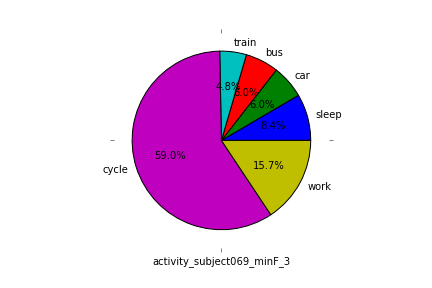 train
bus
car
4.8%
6.0%
6.0%
sleep
8.4%
59.0%
15.7%
cycle
work
activity_subject069_minF_3